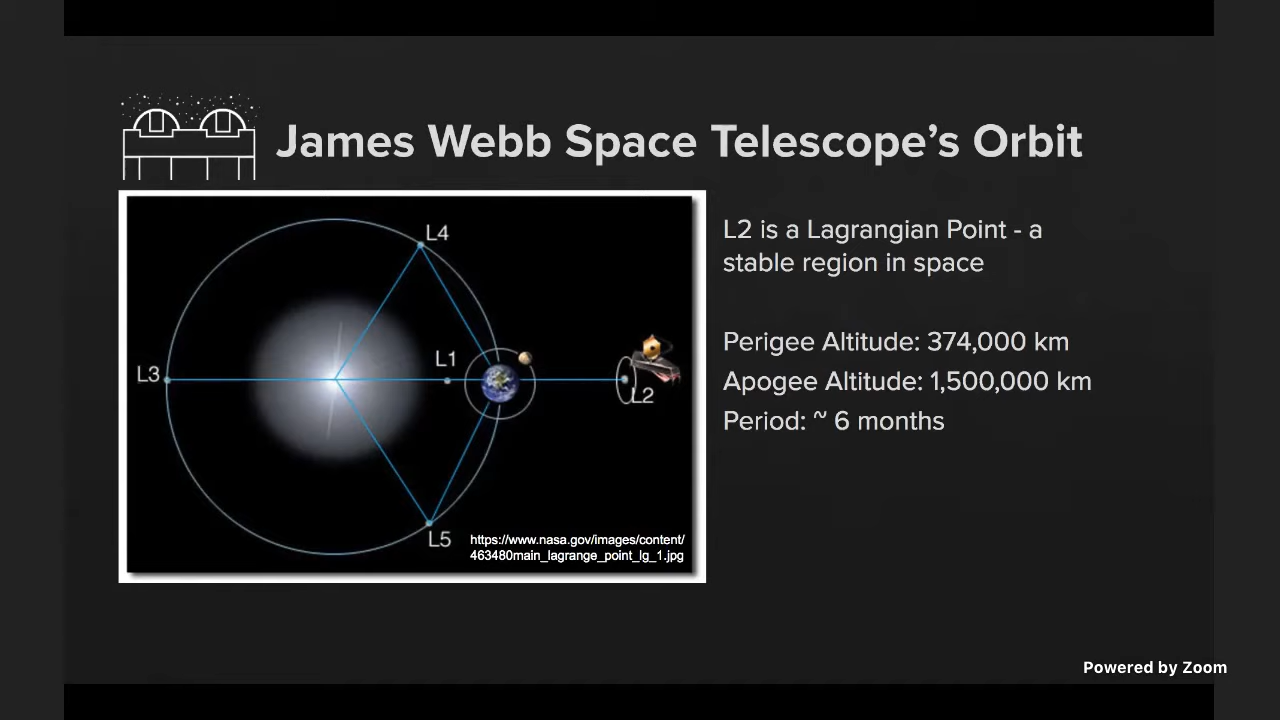 James Webb Space Telescope’s Orbit
L4
L3
L1
L2
L5
https://www.nasa.gov/images/content/
463480main_lagrange_point_lg_1.jpg
L2 is a Lagrangian Point - a
stable region in space
Perigee Altitude: 374,000 km
Apogee Altitude: 1,500,000 km
Period: ~ 6 months
Powered by Zoom